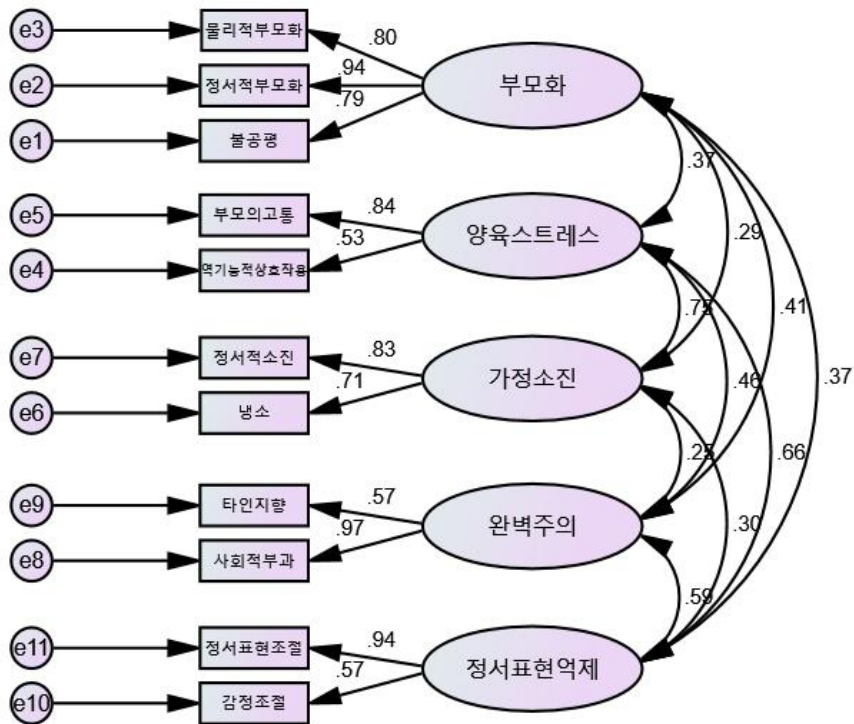 e3
물리적부모화
.80
e2
정서적부모화
.94
부모화
e1
불공평
.79
.37
e5
부모의고통
.84
양육스트레스
e4
역기능적상호작용
.53
.29
.75
.41
e7
정서적소진
.83
가정소진
.46
.37
e6
냉소
.71
.25
.66
e9
타인지향
.57
완벽주의
.30
e8
사회적부과
.97
.59
e11
정서표현조절
.94
정서표현억제
e10
감정조절
.57